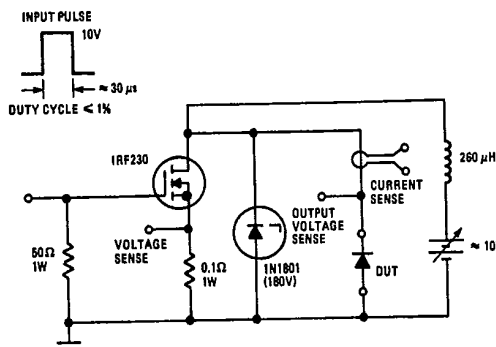 INPUT PULSE
10V
≈ 30 μs
DUTY CYCLE < 1%
IRF230
260 μH
CURRENT
SENSE
OUTPUT
VOLTAGE
SENSE
VOLTAGE
SENSE
50Ω
1W
0.1Ω
1W
1N1801
(180V)
DUT
≈ 10